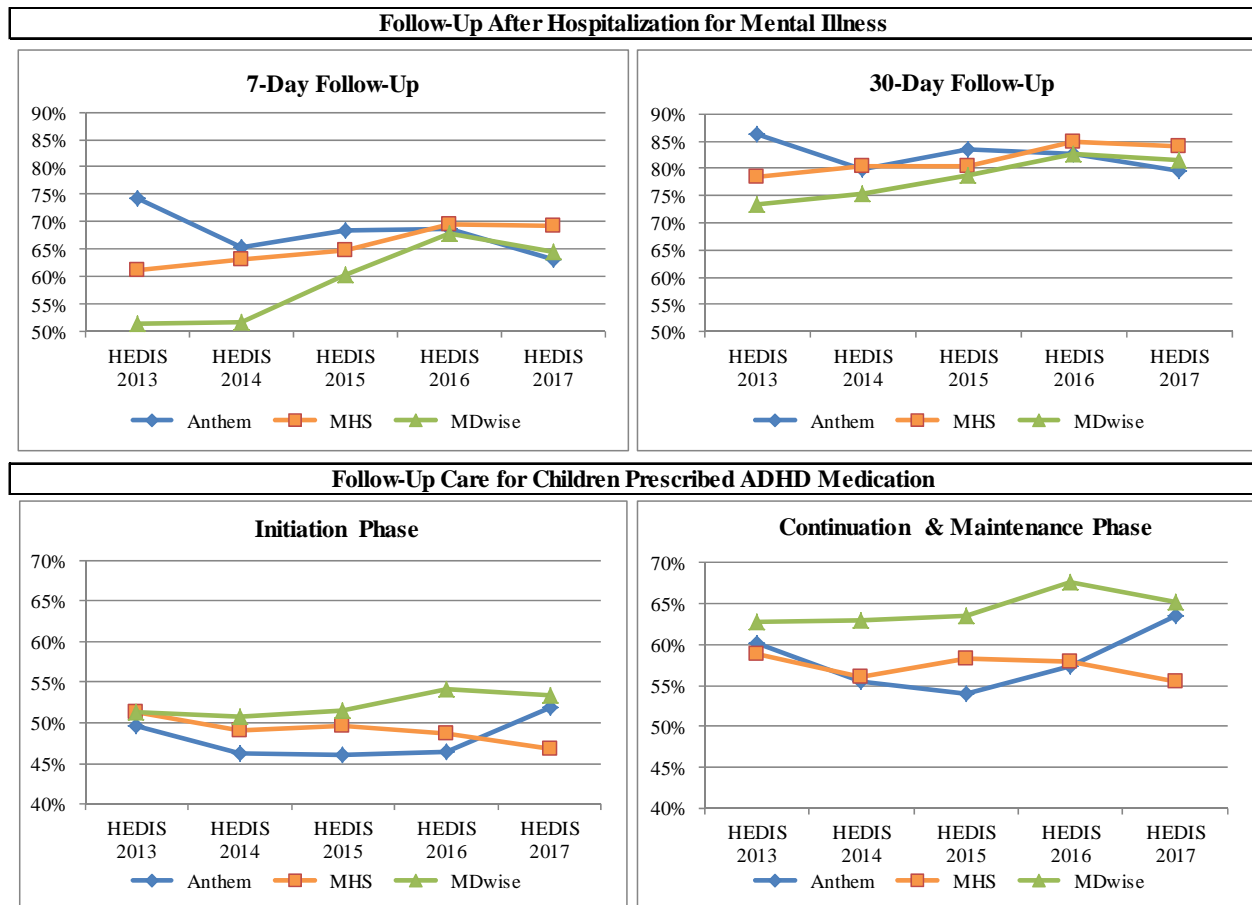 Follow-Up After Hospitalization for Mental Illness
7-Day Follow-Up
90%
85%
80%
75%
70%
65%
60%
55%
50%
HEDIS 2013
HEDIS 2014
HEDIS 2015
HEDIS 2016
HEDIS 2017
Anthem
MHS
MDwise
30-Day Follow-Up
90%
85%
80%
75%
70%
65%
60%
55%
50%
HEDIS 2013
HEDIS 2014
HEDIS 2015
HEDIS 2016
HEDIS 2017
Anthem
MHS
MDwise
Follow-Up Care for Children Prescribed ADHD Medication
Initiation Phase
70%
65%
60%
55%
50%
45%
40%
HEDIS 2013
HEDIS 2014
HEDIS 2015
HEDIS 2016
HEDIS 2017
Anthem
MHS
MDwise
Continuation & Maintenance Phase
70%
65%
60%
55%
50%
45%
40%
HEDIS 2013
HEDIS 2014
HEDIS 2015
HEDIS 2016
HEDIS 2017
Anthem
MHS
MDwise